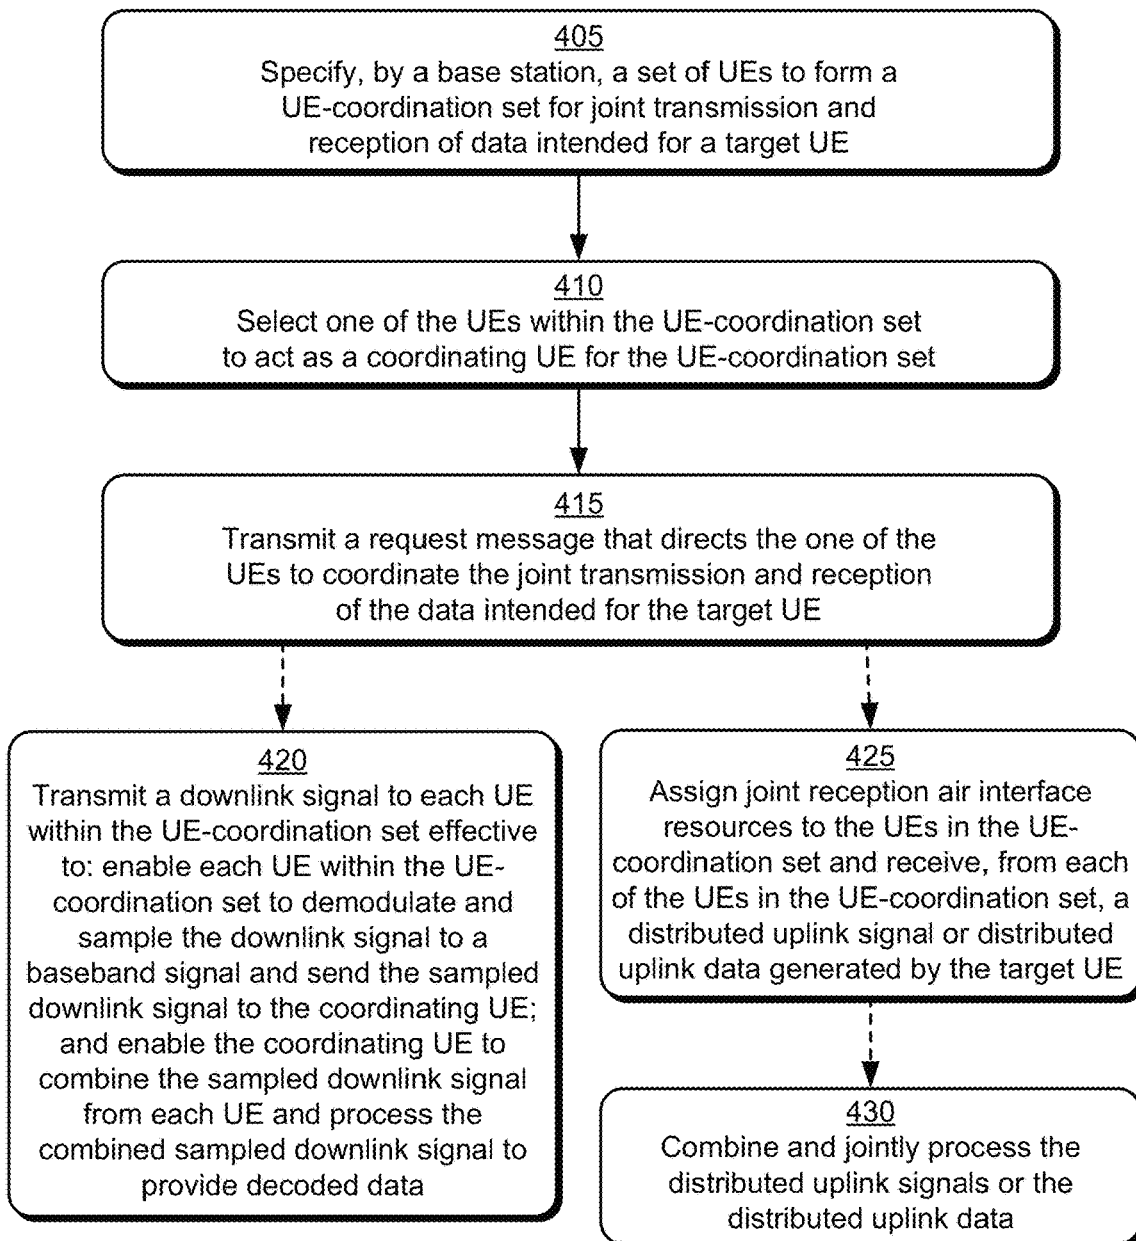 405
Specify, by a base station, a set of UEs to form a
UE-coordination set for joint transmission and
reception of data intended for a target UE
410
Select one of the UEs within the UE-coordination set
to act as a coordinating UE for the UE-coordination set
415
Transmit a request message that directs the one of the
UEs to coordinate the joint transmission and reception
of the data intended for the target UE
420
Transmit a downlink signal to each UE
within the UE-coordination set effective
to: enable each UE within the UE-
coordination set to demodulate and
sample the downlink signal to a
baseband signal and send the sampled
downlink signal to the coordinating UE;
and enable the coordinating UE to
combine the sampled downlink signal
from each UE and process the
combined sampled downlink signal to
provide decoded data
425
Assign joint reception air interface
resources to the UEs in the UE-
coordination set and receive, from each
of the UEs in the UE-coordination set, a
distributed uplink signal or distributed
uplink data generated by the target UE
430
Combine and jointly process the
distributed uplink signals or the
distributed uplink data